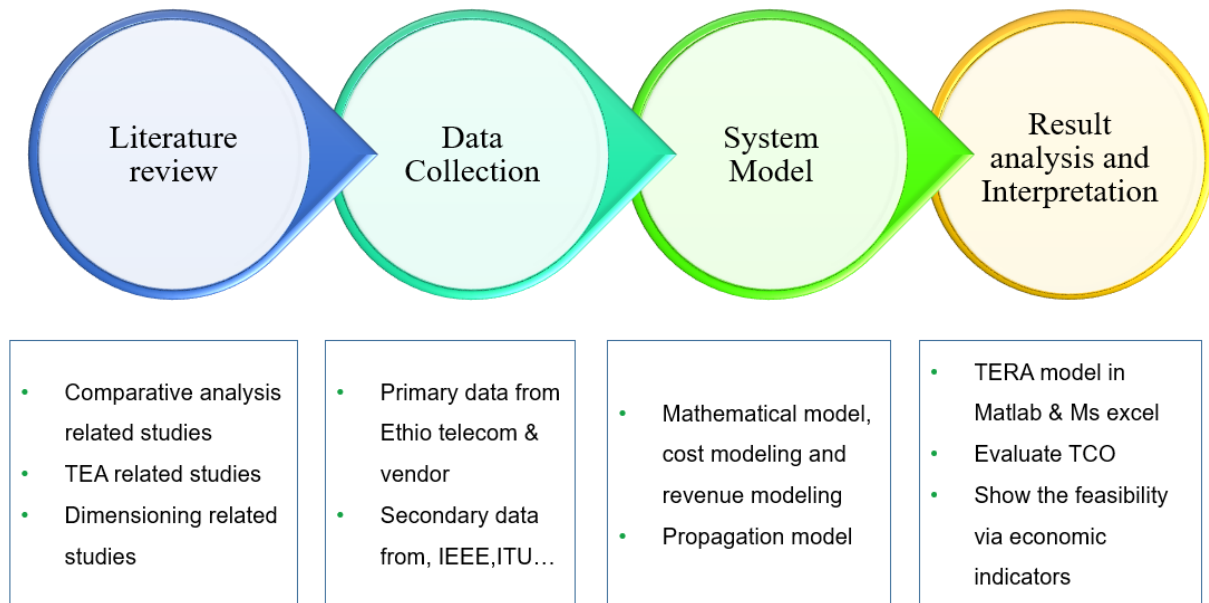 Literature
review
Data
Collection
System
Model
Result
analysis and
Interpretation
• Comparative analysis
related studies
• TEA related studies
• Dimensioning related
studies
• Primary data from
Ethio telecom &
vendor
• Secondary data
from, IEEE,ITU…
• Mathematical model,
cost modeling and
revenue modeling
• Propagation model
• TERA model in
Matlab & Ms excel
• Evaluate TCO
• Show the feasibility
via economic
indicators